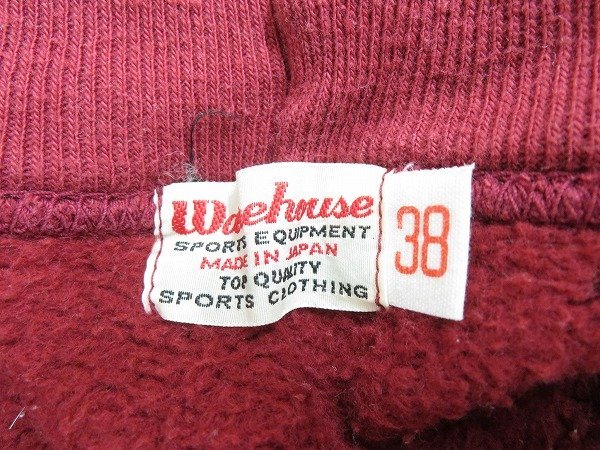 Warehouse
SPORTS EQUIPMENT
MADE IN JAPAN
TOP QUALITY
SPORTS CLOTHING
38